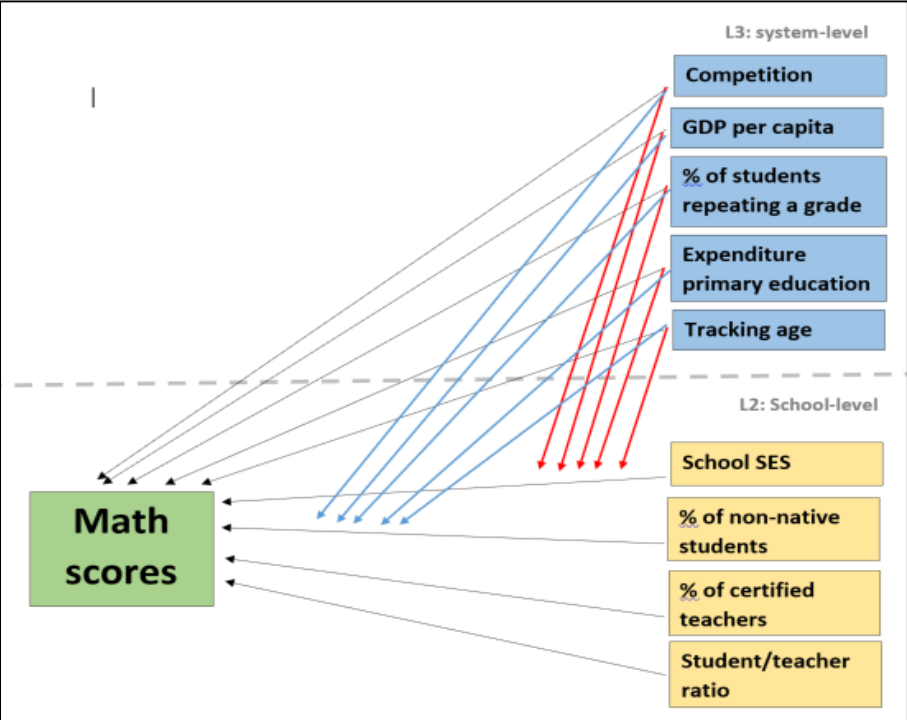 L3: system-level
Competition
GDP per capita
% of students
repeating a grade
Expenditure
primary education
Tracking age
L2: School-level
School SES
% of non-native
students
% of certified
teachers
Student/teacher
ratio
Math
scores